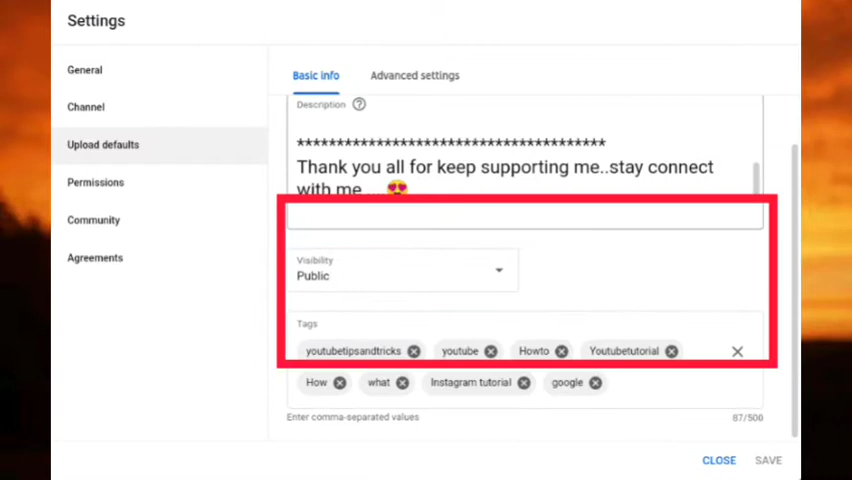 Settings
General
Channel
Upload defaults
Permissions
Community
Agreements
Basic info Advanced settings
Description ?
***************************************
Thank you all for keep supporting me..stay connect
with me....😍
Visibility
Public
Tags
youtubetipsandtricks youtube Howto Youtubetutorial
How what Instagram tutorial google
Enter comma-separated values 87/500
CLOSE SAVE